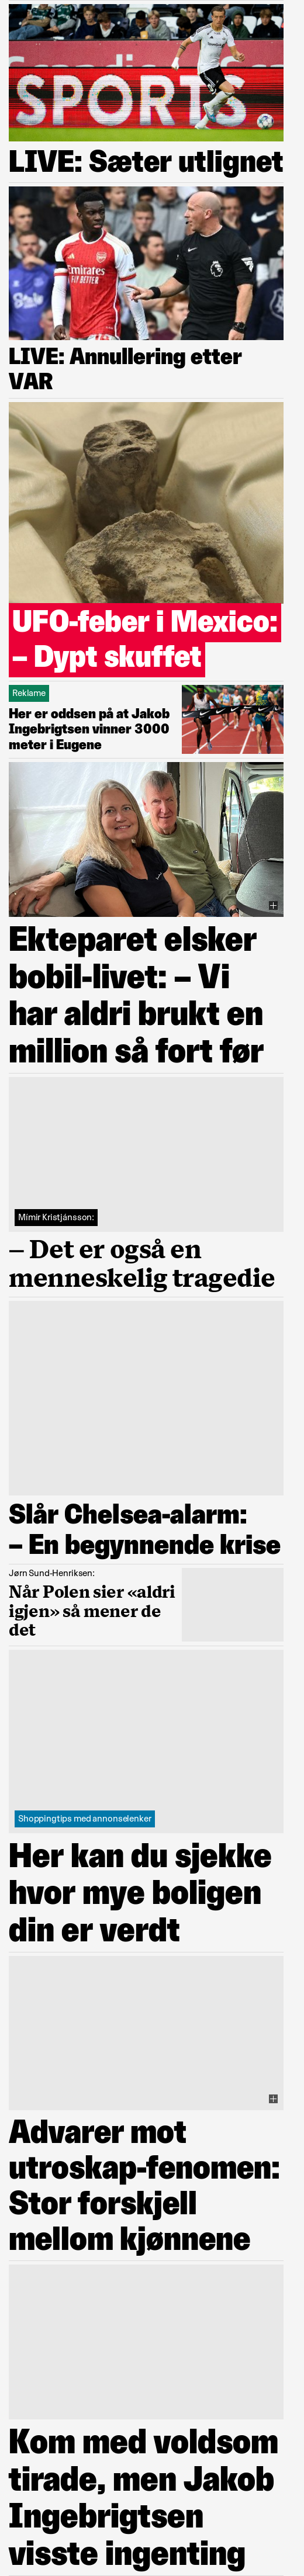 SPORTS
LIVE: Sæter utlignet
Emirates
FLY BETTER
LIVE: Annullering etter
VAR
UFO-feber i Mexico:
– Dypt skuffet
Reklame
Her er oddsen på at Jakob
Ingebrigtsen vinner 3000
meter i Eugene
Ekteparet elsker
bobil-livet: – Vi
har aldri brukt en
million så fort før
Mímir Kristjánsson:
– Det er også en
menneskelig tragedie
Slår Chelsea-alarm:
– En begynnende krise
Jørn Sund-Henriksen:
Når Polen sier «aldri
igjen» så mener de
det
Shoppingtips med annonselenker
Her kan du sjekke
hvor mye boligen
din er verdt
Advarer mot
utroskap-fenomen:
Stor forskjell
mellom kjønnene
Kom med voldsom
tirade, men Jakob
Ingebrigtsen
visste ingenting